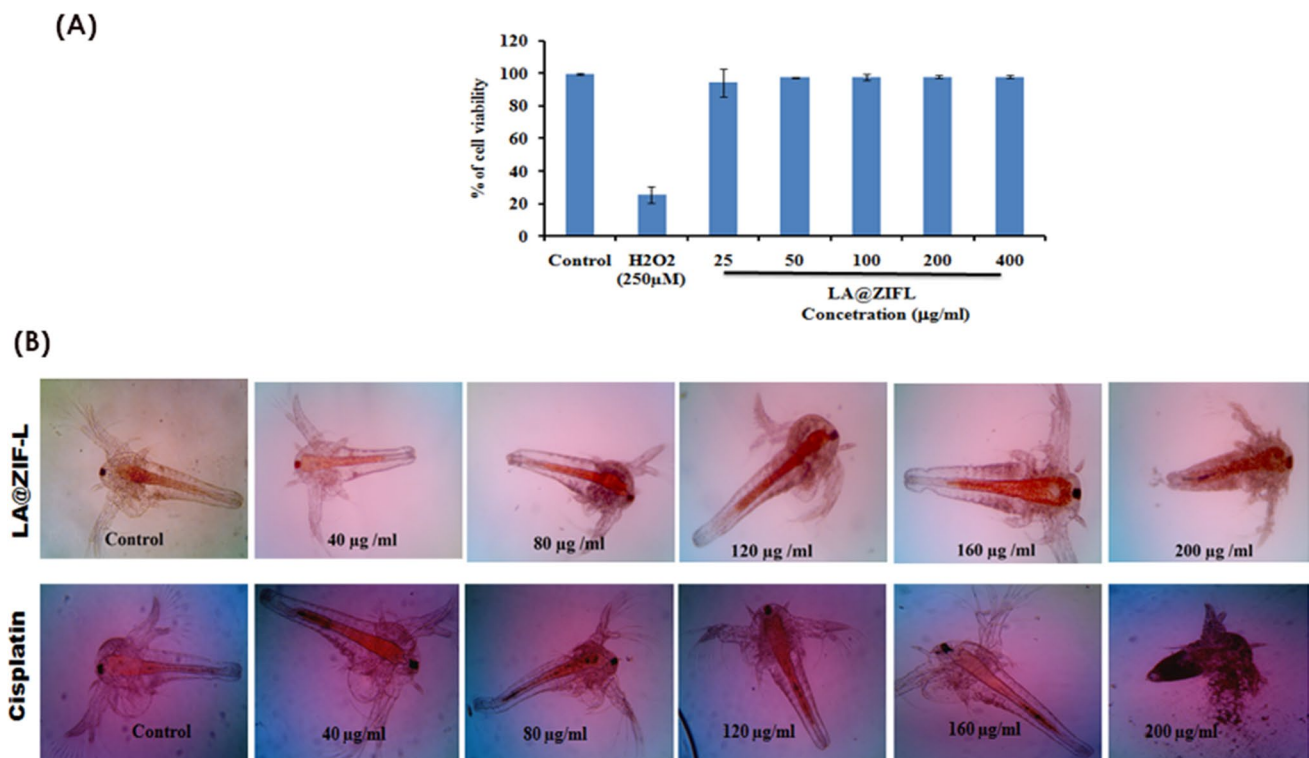 (A)
120
100
80
60
40
20
0
% of cell viability
Control
H2O2
(250μM)
25
50
100
200
400
LA@ZIFL
Concetration (μg/ml)
(B)
LA@ZIF-L
Control
40 μg /ml
80 μg /ml
120 μg /ml
160 μg /ml
200 μg /ml
Cisplatin
Control
40 μg/ml
80 μg/ml
120 μg/ml
160 μg/ml
200 μg/ml